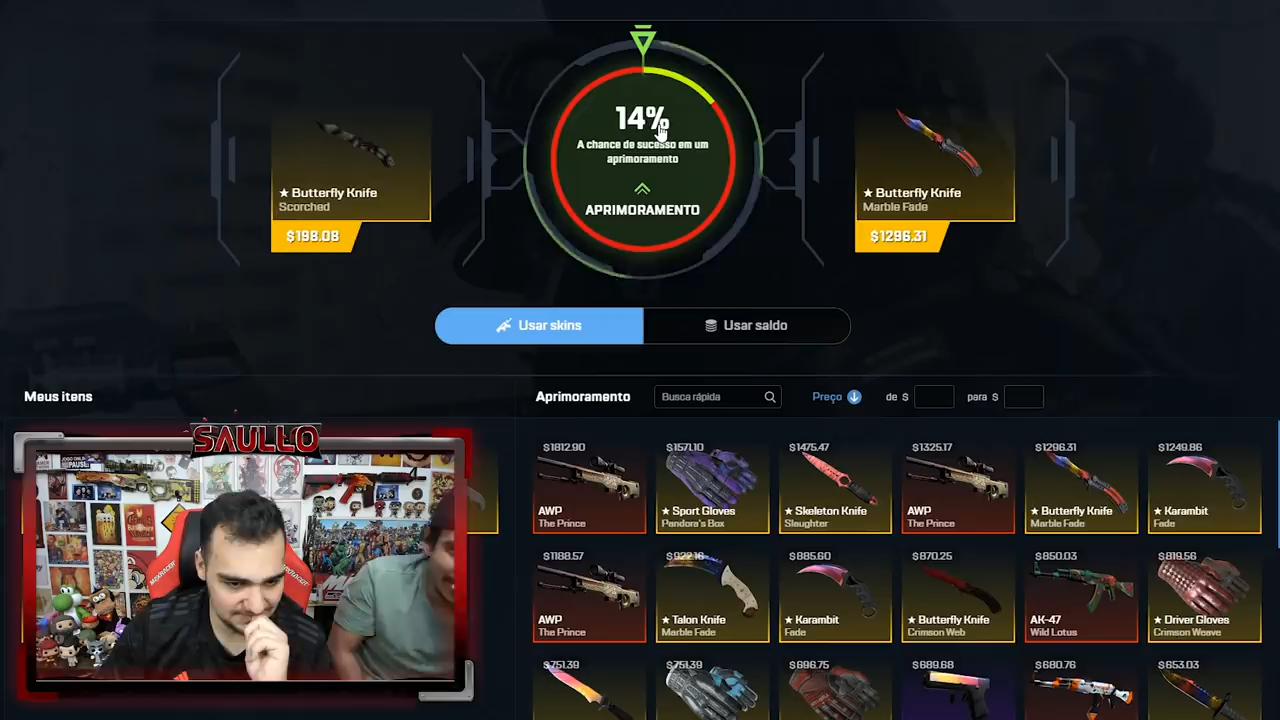 14%
A chance de sucesso em um
aprimoramento
APRIMORAMENTO
★ Butterfly Knife
Scorched
$198.08
★ Butterfly Knife
Marble Fade
$1296.31
Usar skins
Usar saldo
Meus itens
Aprimoramento
Busca rápida
Preço
de $
para $
SAULLO
$1812.90
AWP
The Prince
$1571.10
★ Sport Gloves
Pandora's Box
$1475.47
★ Skeleton Knife
Slaughter
$1325.17
AWP
The Prince
$1296.31
★ Butterfly Knife
Marble Fade
$1249.86
★ Karambit
Fade
$1188.57
AWP
The Prince
$922.16
★ Talon Knife
Marble Fade
$885.60
★ Karambit
Fade
$870.25
★ Butterfly Knife
Crimson Web
$850.03
AK-47
Wild Lotus
$819.56
★ Driver Gloves
Crimson Weave
$751.39
$751.39
$696.75
$689.68
$680.76
$653.03